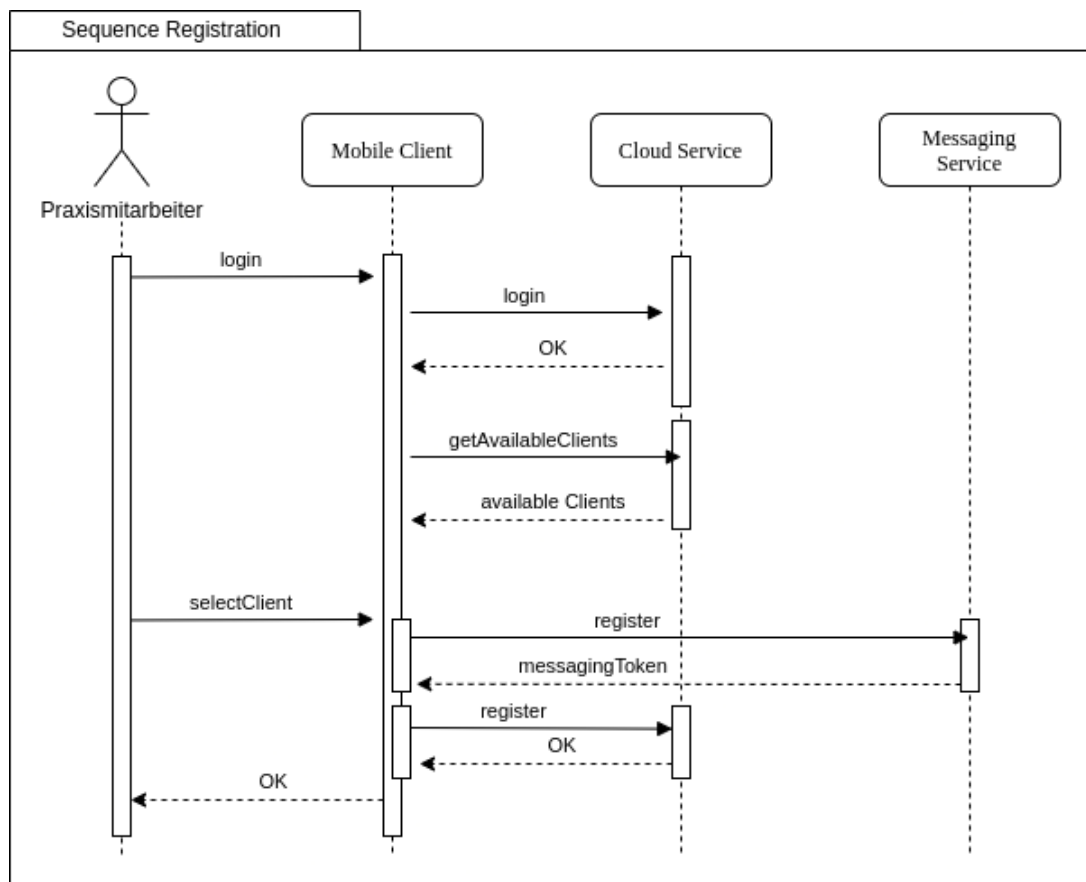 Sequence Registration
Mobile Client
Cloud Service
Messaging
Service
Praxismitarbeiter
login
login
OK
getAvailableClients
available Clients
selectClient
register
messagingToken
register
OK
OK